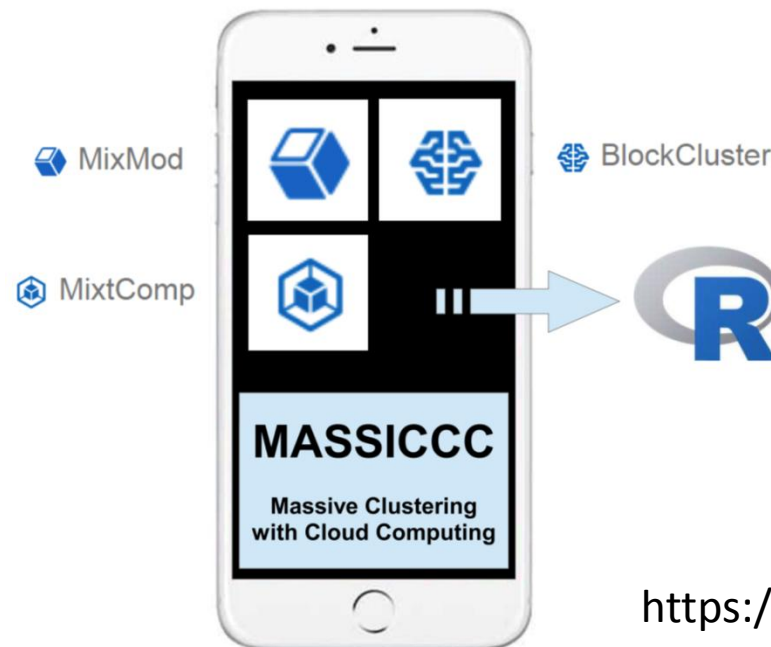 MixMod
BlockCluster
MixtComp
R
MASSICCC
Massive Clustering
with Cloud Computing
https:/